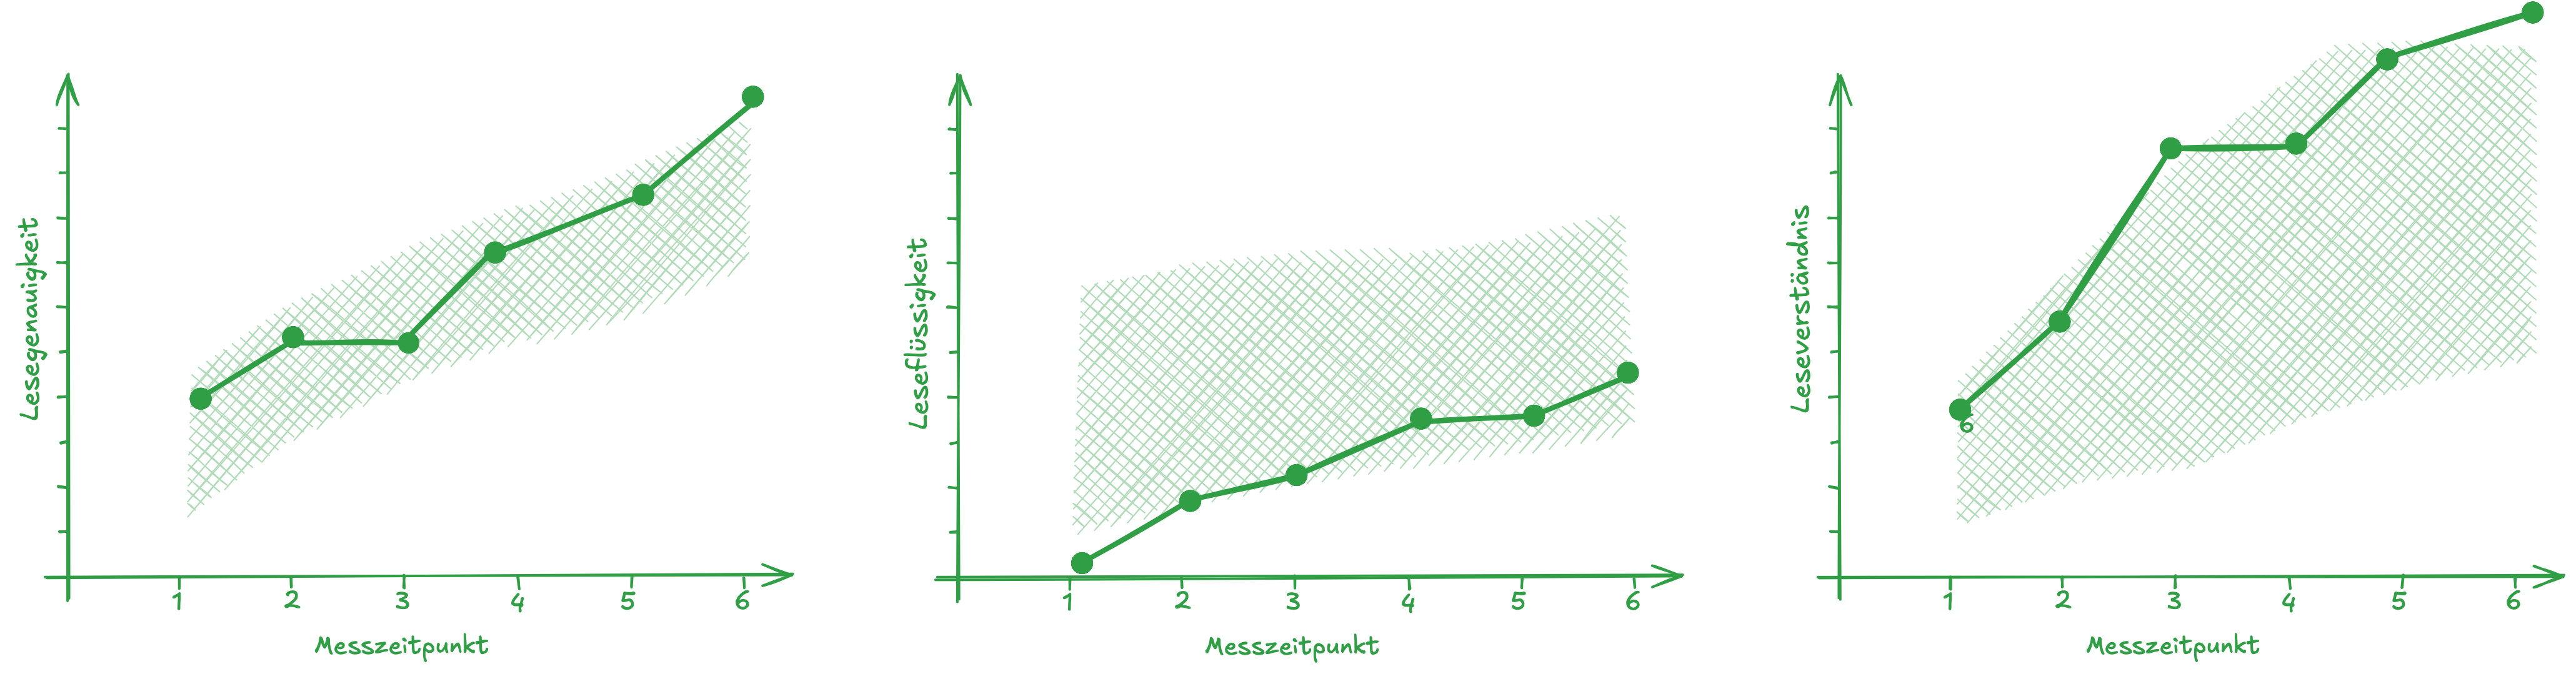 Lesegenauigkeit
1 2 3 4 5 6
Messzeitpunkt
Leseflüssigkeit
1 2 3 4 5 6
Messzeitpunkt
Leseverständnis
6
1 2 3 4 5 6
Messzeitpunkt